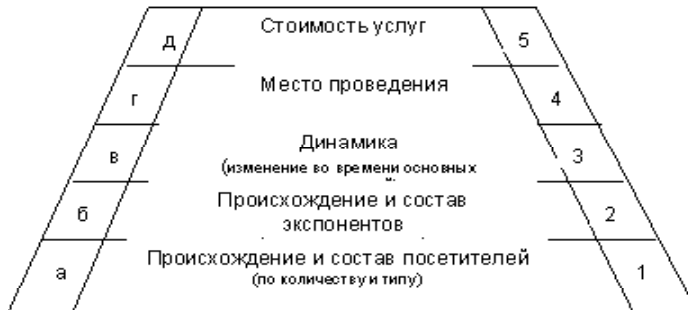 д Стоимость услуг 5
г Место проведения 4
в Динамика 3
(изменение во времени основных
б Происхождение и состав 2
экспонентов
а Происхождение и состав посетителей 1
(по количеству и типу)